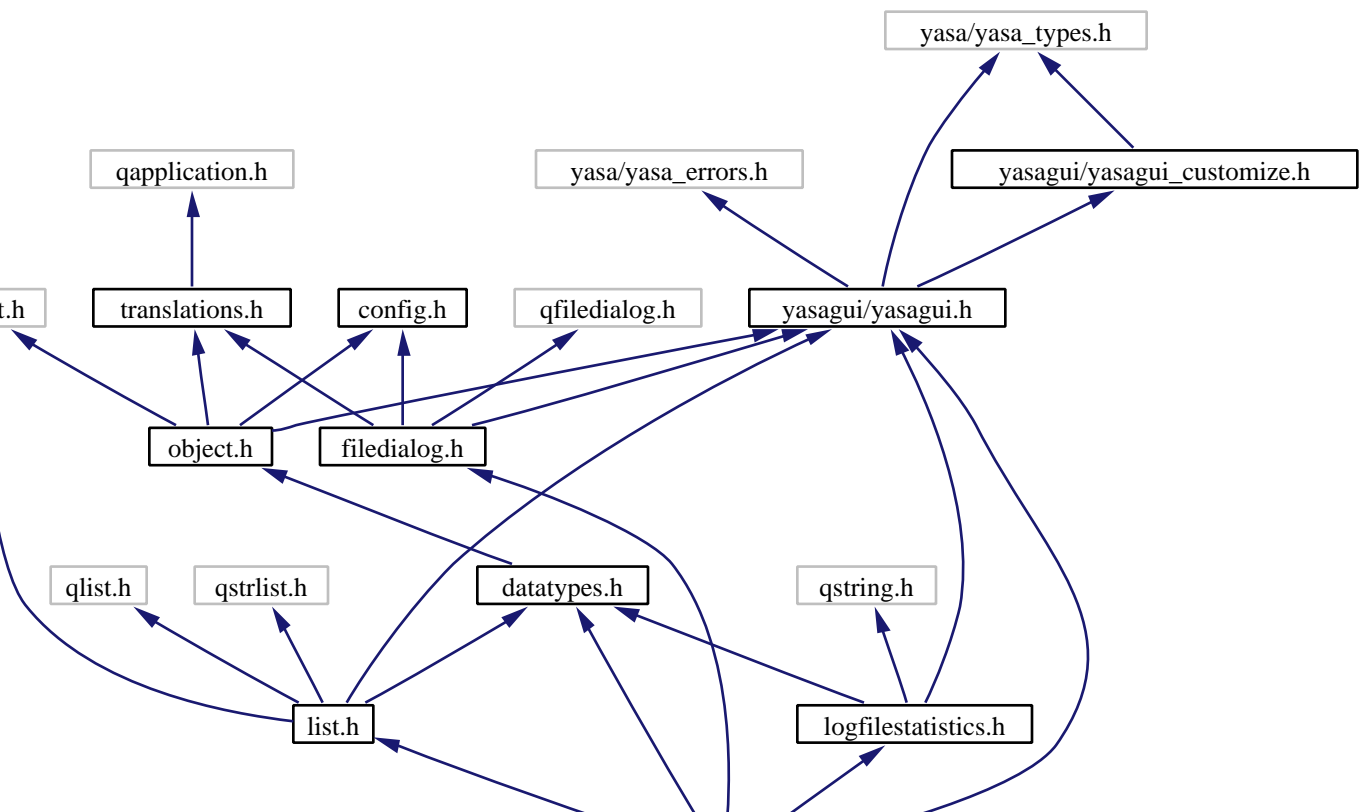 yasa/yasa_types.h
qapplication.h
yasa/yasa_errors.h
yasagui/yasagui_customize.h
t.h
translations.h
config.h
qfiledialog.h
yasagui/yasagui.h
object.h
filedialog.h
qlist.h
qstrlist.h
datatypes.h
qstring.h
list.h
logfilestatistics.h